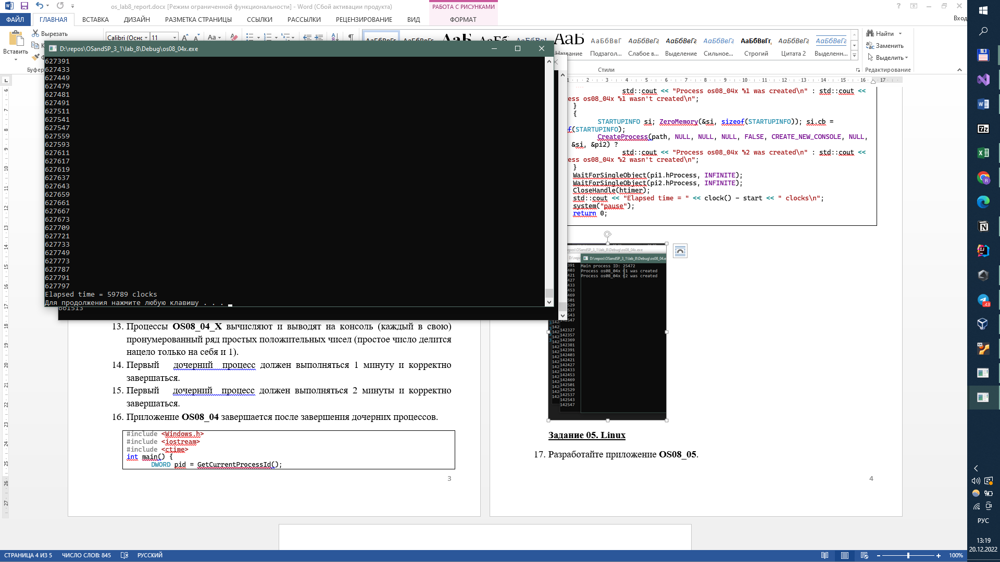 os_lab8_report.docx [Режим ограниченной функциональности] - Word (Сбой активации продукта)
РАБОТА С РИСУНКАМИ
ФАЙЛ ГЛАВНАЯ ВСТАВКА ДИЗАЙН РАЗМЕТКА СТРАНИЦЫ ССЫЛКИ РАССЫЛКИ РЕЦЕНЗИРОВАНИЕ ВИД ФОРМАТ
Вход
Вставить
Вырезать
Calibri (Оснс 11
Название
АаБбВвГ Подзагол...
АаБбВвГг Слабое в...
АаБбВвГг Выделение
АаБбВвГг Сильное...
АаБбВвГг, Строгий
АаБбВвГг Цитата 2
АаБбВвГг Выделенн...
Найти
Заменить
Выделить
Буфер
Стили
Редактирование
D:\repos\OSandSP_3_1\lab_8\Debug\os08_04x.exe
627391
627433
627449
627479
627481
627491
627511
627541
627547
627559
627593
627611
627617
627619
627637
627643
627659
627661
627667
627673
627709
627721
627733
627749
627773
627787
627791
627797
Elapsed time = 59789 clocks
Для продолжения нажмите любую клавишу . . .
661513
13. Процессы OS08_04_X вычисляют и выводят на консоль (каждый в свою)
пронумерованный ряд простых положительных чисел (простое число делится
нацело только на себя и 1).
14. Первый дочерний процесс должен выполняться 1 минуту и корректно
завершаться.
15. Первый дочерний процесс должен выполняться 2 минуты и корректно
завершаться.
16. Приложение OS08_04 завершается после завершения дочерних процессов.
#include <Windows.h>
#include <iostream>
#include <ctime>
int main() {
DWORD pid = GetCurrentProcessId();
3
std::cout << "Process os08_04x №1 was created\n" : std::cout <<
ess os08_04x №1 wasn't created\n";
}
{
STARTUPINFO si; ZeroMemory(&si, sizeof(STARTUPINFO)); si.cb =
f(STARTUPINFO);
CreateProcess(path, NULL, NULL, NULL, FALSE, CREATE_NEW_CONSOLE, NULL,
&si, &pi2) ?
std::cout << "Process os08_04x №2 was created\n" : std::cout <<
ess os08_04x №2 wasn't created\n";
}
WaitForSingleObject(pi1.hProcess, INFINITE);
WaitForSingleObject(pi2.hProcess, INFINITE);
CloseHandle(htimer);
std::cout << "Elapsed time = " << clock() - start << " clocks\n";
system("pause");
return 0;
epos\OSandSP_3_1\lab_8\Debug\os08_04x.exe
D:\repos\OSandSP_3_1\lab_8\Debug\os08_04.e
Main process ID: 25472
Process os08_04x 1 was created
Process os08_04x 2 was created
142327
142357
142369
142381
142391
142403
142421
142427
142433
142453
142469
142501
142529
142537
142543
142547
Задание 05. Linux
17. Разработайте приложение OS08_05.
4
СТРАНИЦА 4 ИЗ 5 ЧИСЛО СЛОВ: 845 РУССКИЙ
100%
РУС
13:19
20.12.2022